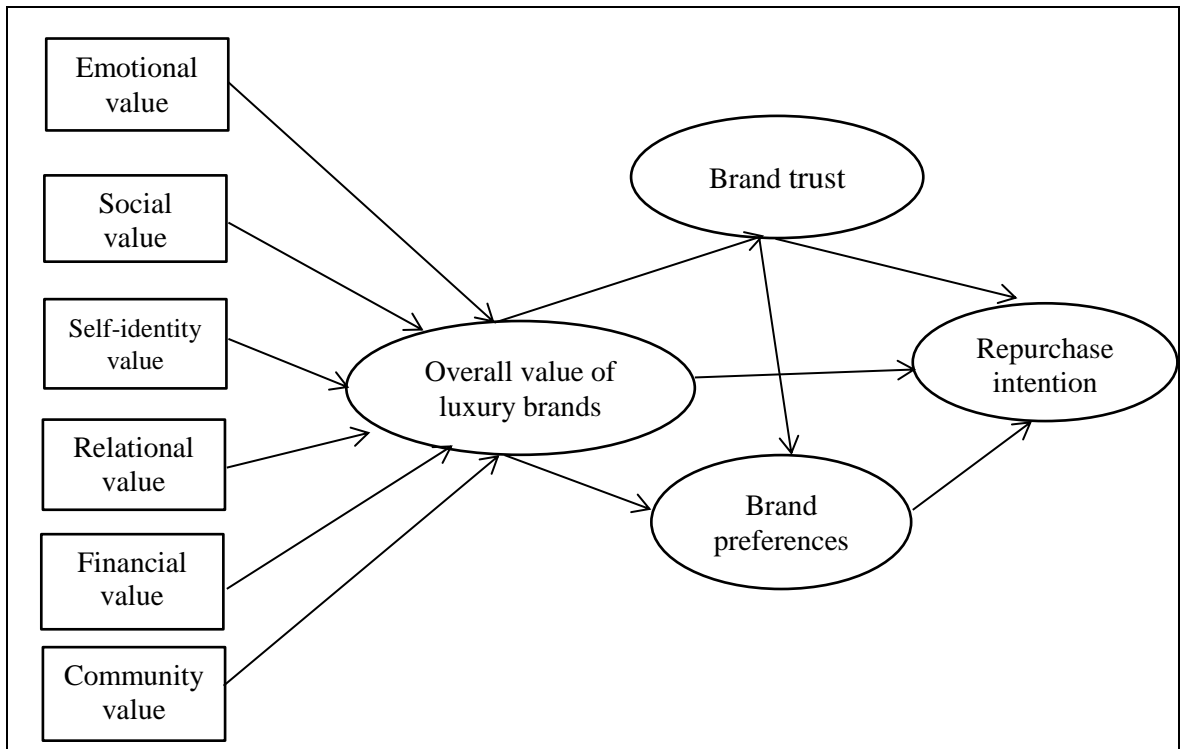 Emotional
value
Social
value
Self-identity
value
Relational
value
Financial
value
Community
value
Overall value of
luxury brands
Brand trust
Brand
preferences
Repurchase
intention